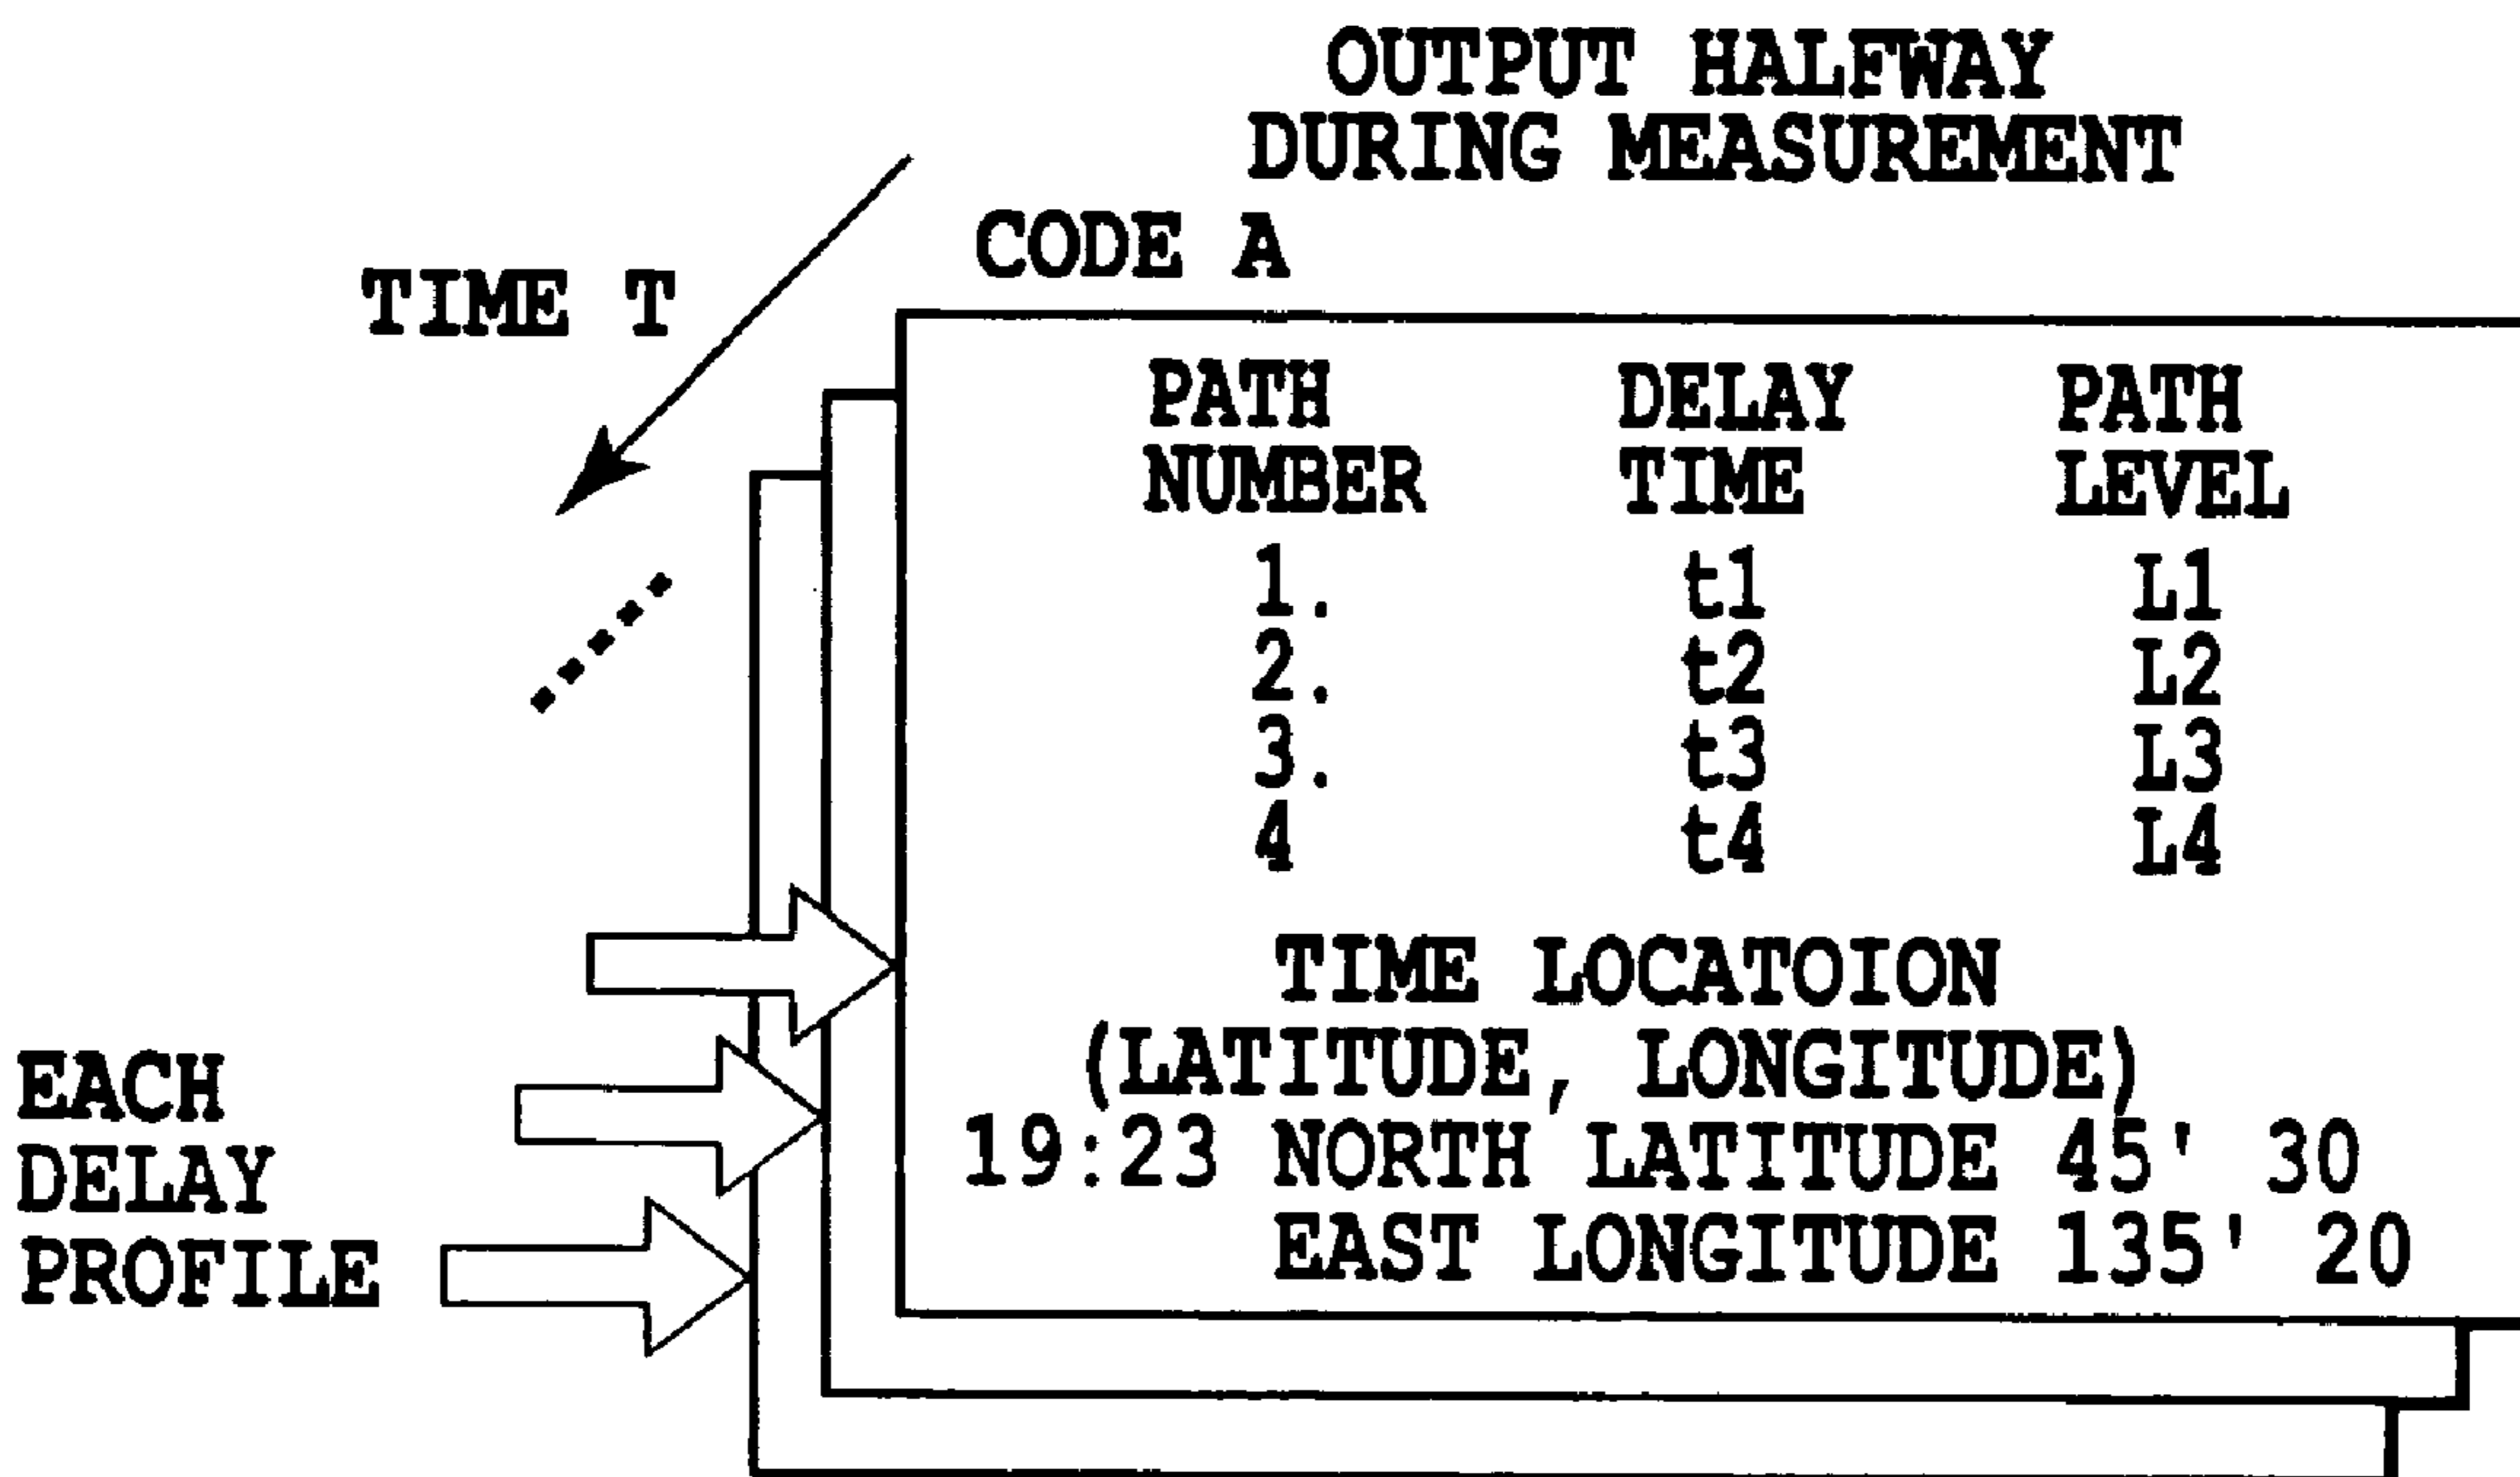 OUTPUT HALFWAY
DURING MEASUREMENT
CODE A
TIME T
PATH NUMBER DELAY TIME PATH LEVEL
1. t1 L1
2. t2 L2
3. t3 L3
4 t4 L4
TIME LOCATOION
(LATITUDE, LONGITUDE)
19:23 NORTH LATITUDE 45' 30
EAST LONGITUDE 135' 20
EACH
DELAY
PROFILE